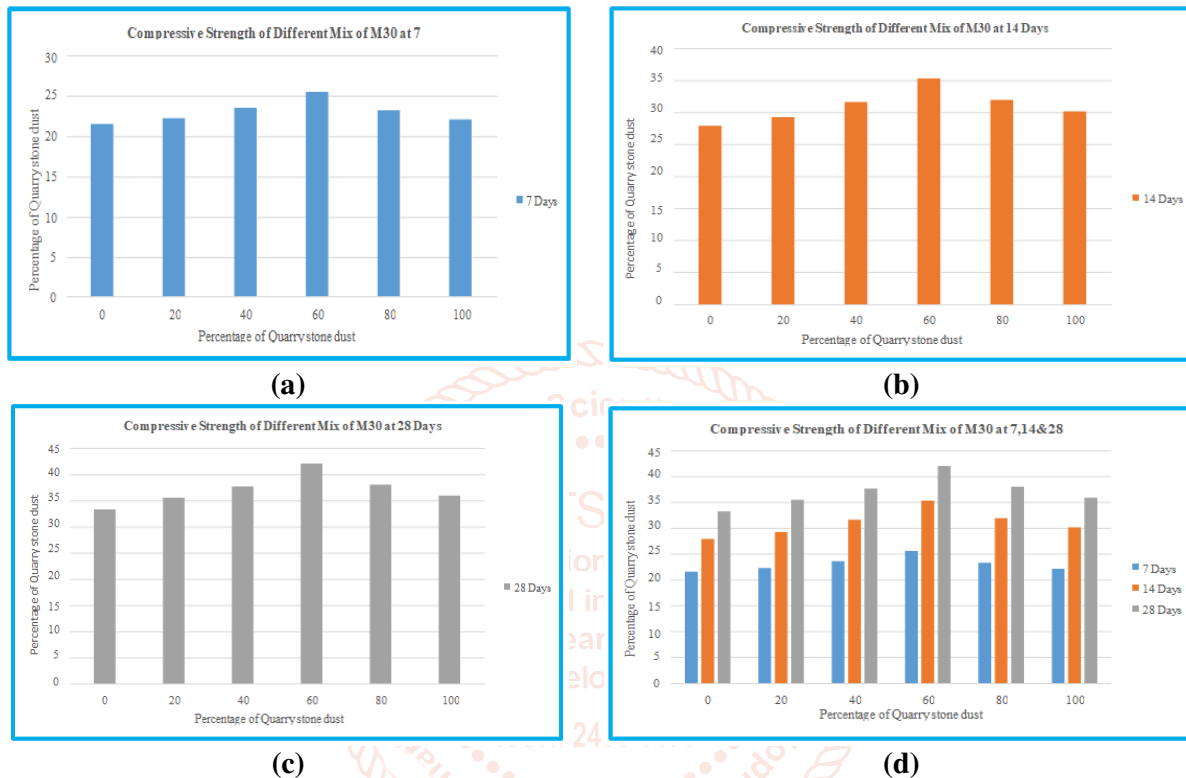 Compressive Strength of Different Mix of M30 at 7
Percentage of Quarry stone dust
30
25
20
15
10
5
0
0 20 40 60 80 100
Percentage of Quarry stone dust
7 Days
(a)
Compressive Strength of Different Mix of M30 at 14 Days
Percentage of Quarry stone dust
40
35
30
25
20
15
10
5
0
0 20 40 60 80 100
Percentage of Quarry stone dust
14 Days
(b)
Compressive Strength of Different Mix of M30 at 28 Days
Percentage of Quarry stone dust
45
40
35
30
25
20
15
10
5
0
0 20 40 60 80 100
Percentage of Quarry stone dust
28 Days
(c)
Compressive Strength of Different Mix of M30 at 7,14&28
Percentage of Quarry stone dust
45
40
35
30
25
20
15
10
5
0
0 20 40 60 80 100
Percentage of Quarry stone dust
7 Days
14 Days
28 Days
(d)